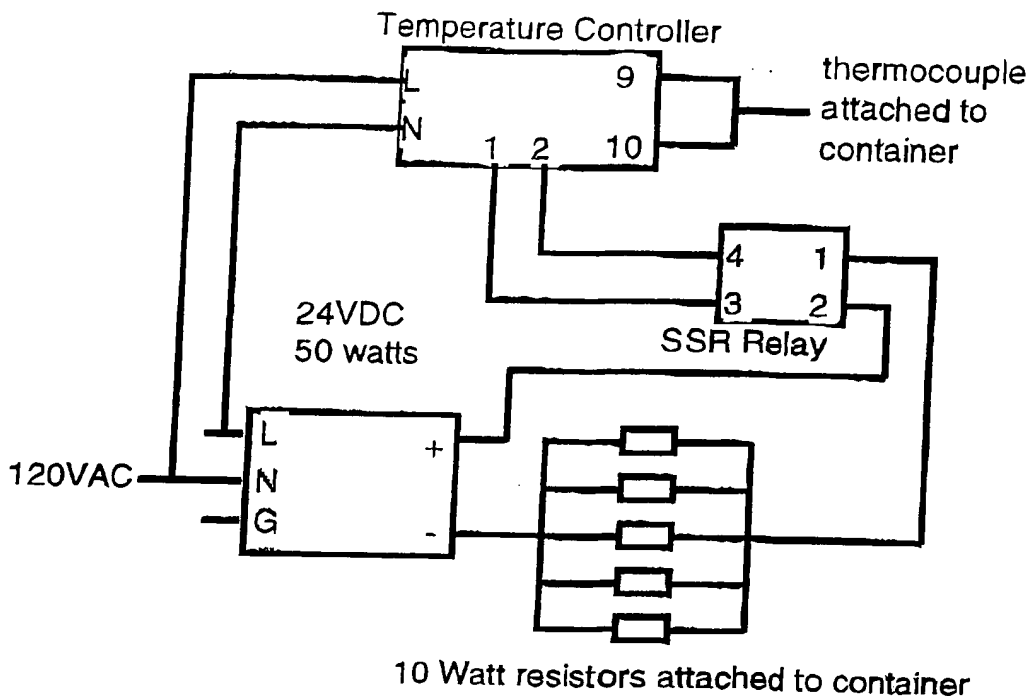 Temperature Controller
L
9
thermocouple
attached to
container
N
1 2 10
4 1
3 2
SSR Relay
24VDC
50 watts
L
+
120VAC
N
G
-
10 Watt resistors attached to container